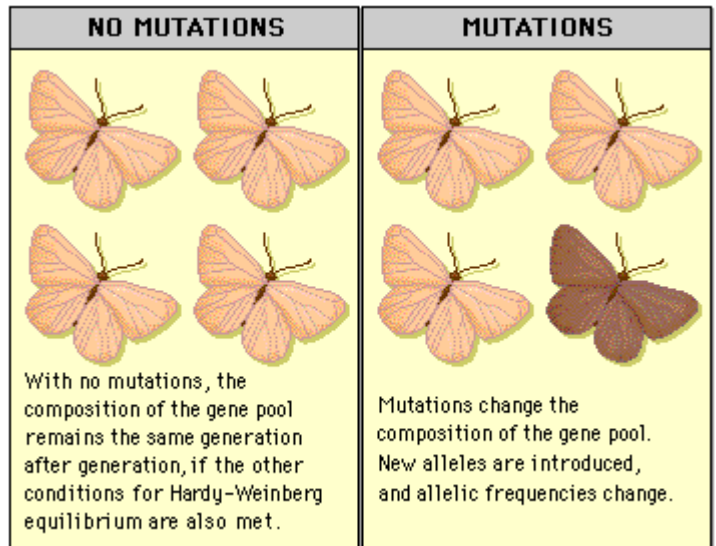 NO MUTATIONS
With no mutations, the
composition of the gene pool
remains the same generation
after generation, if the other
conditions for Hardy-Weinberg
equilibrium are also met.
MUTATIONS
Mutations change the
composition of the gene pool.
New alleles are introduced,
and allelic frequencies change.